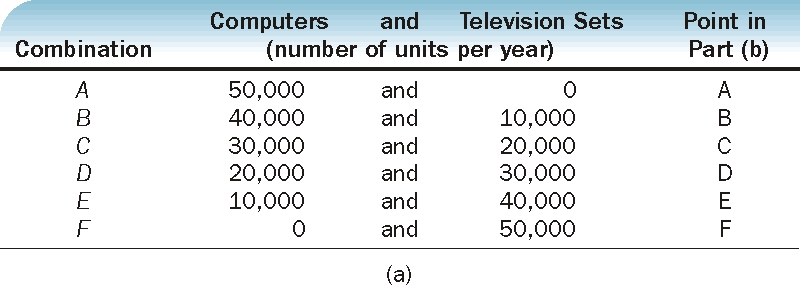 Computers and Television Sets Point in
Combination (number of units per year) Part (b)
A 50,000 and 0 A
B 40,000 and 10,000 B
C 30,000 and 20,000 C
D 20,000 and 30,000 D
E 10,000 and 40,000 E
F 0 and 50,000 F
(a)